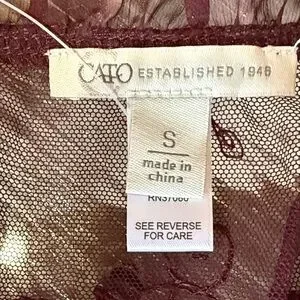 CATO ESTABLISHED 1946
S
made in
china
RN37080
SEE REVERSE
FOR CARE